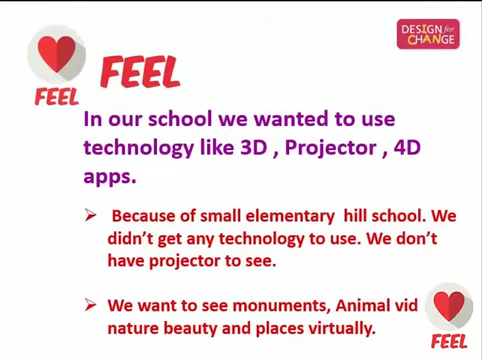 DESIGN for
CHANGE
FEEL
FEEL
In our school we wanted to use
technology like 3D , Projector , 4D
apps.
Because of small elementary hill school. We
didn't get any technology to use. We don't
have projector to see.
We want to see monuments, Animal vid
nature beauty and places virtually.
FEEL